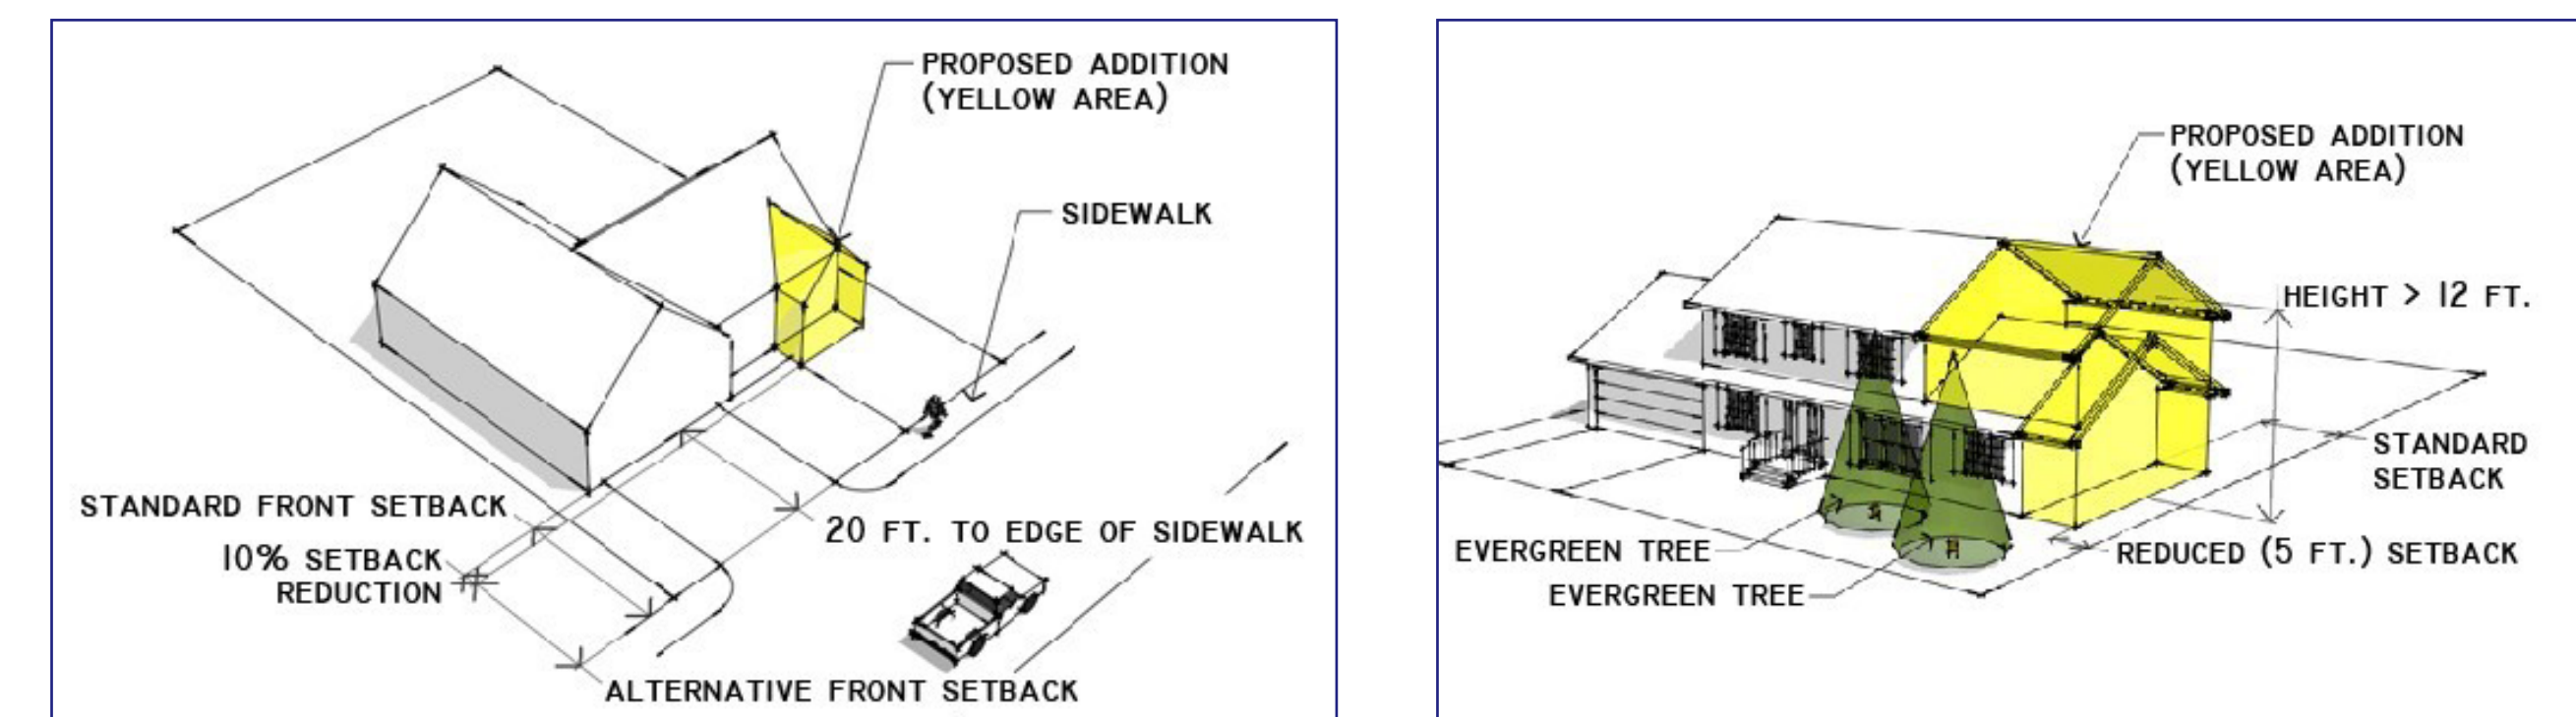 PROPOSED ADDITION
(YELLOW AREA)
SIDEWALK
STANDARD FRONT SETBACK
10% SETBACK
REDUCTION
20 FT. TO EDGE OF SIDEWALK
ALTERNATIVE FRONT SETBACK
PROPOSED ADDITION
(YELLOW AREA)
HEIGHT > 12 FT.
STANDARD
SETBACK
REDUCED (5 FT.) SETBACK
EVERGREEN TREE
EVERGREEN TREE